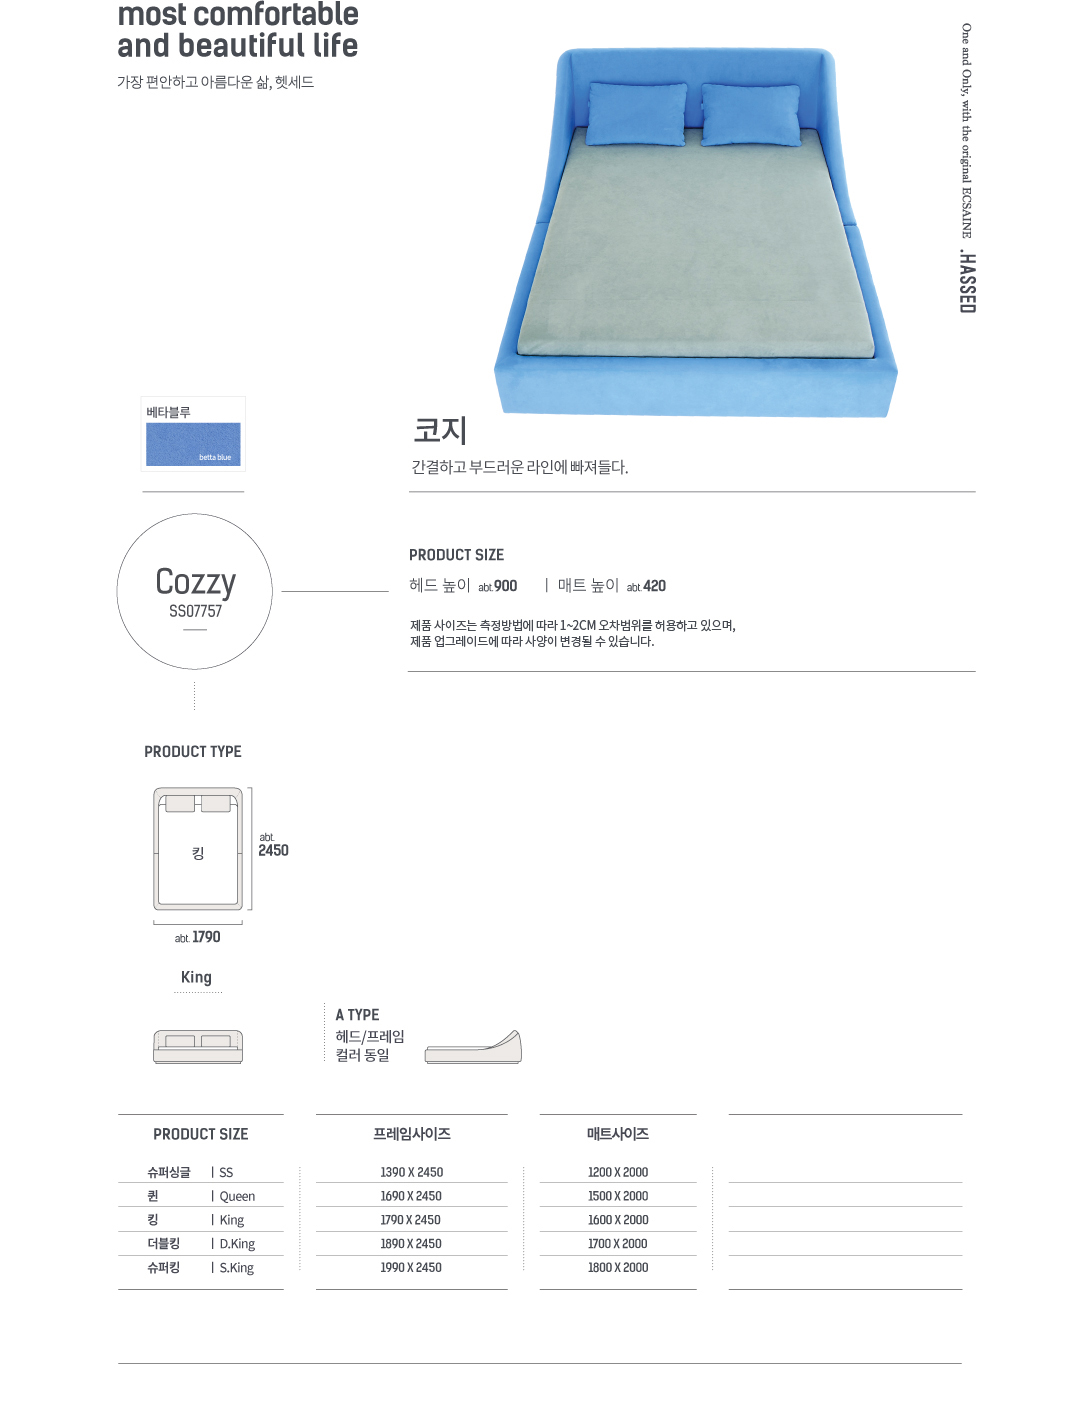 most comfortable
and beautiful life
가장 편안하고 아름다운 삶, 헷세드
One and Only, with the original ECSAINE .HASSED
베타블루
betta blue
코지
간결하고 부드러운 라인에 빠져들다.
Cozzy
SS07757
PRODUCT SIZE
헤드 높이 abt.900 | 매트 높이 abt.420
제품 사이즈는 측정방법에 따라 1~2CM 오차범위를 허용하고 있으며,
제품 업그레이드에 따라 사양이 변경될 수 있습니다.
PRODUCT TYPE
킹
abt.
2450
abt. 1790
King
A TYPE
헤드/프레임
컬러 동일
PRODUCT SIZE 프레임사이즈 매트사이즈
슈퍼싱글 | SS 1390 X 2450 1200 X 2000
퀸 | Queen 1690 X 2450 1500 X 2000
킹 | King 1790 X 2450 1600 X 2000
더블킹 | D.King 1890 X 2450 1700 X 2000
슈퍼킹 | S.King 1990 X 2450 1800 X 2000